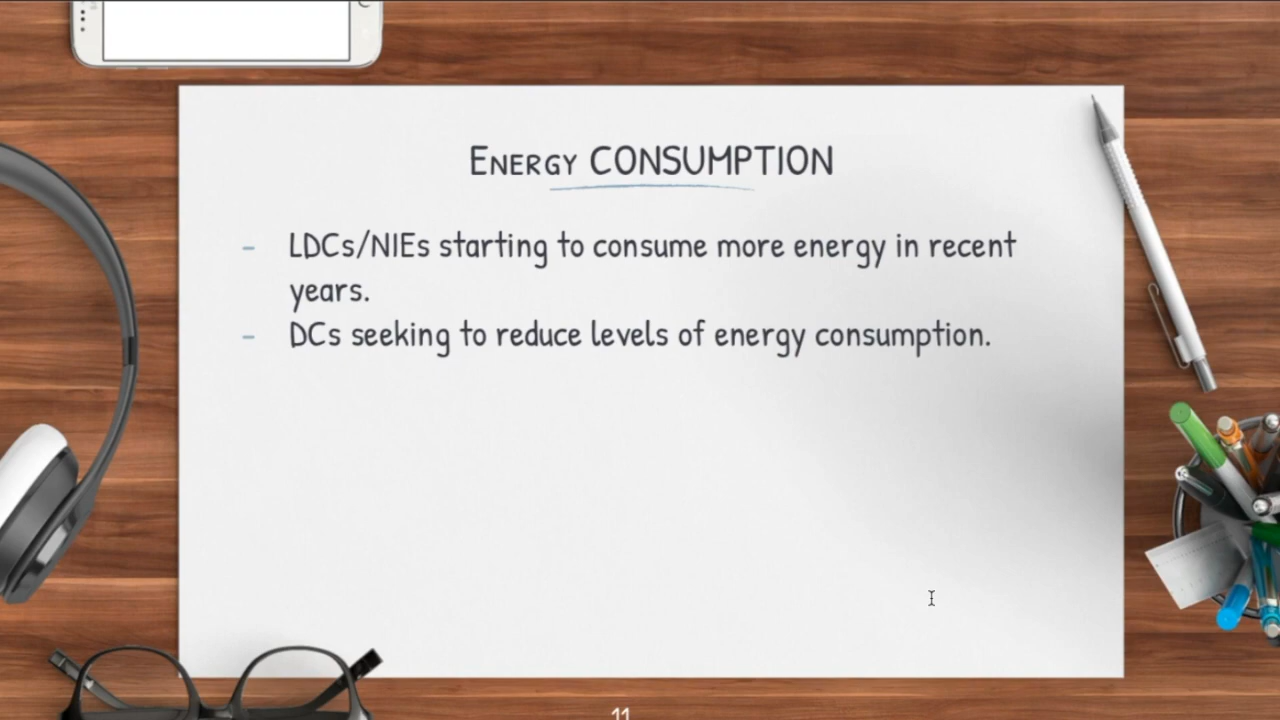 Energy CONSUMPTION
- LDCs/NIEs starting to consume more energy in recent
years.
- DCs seeking to reduce levels of energy consumption.
11